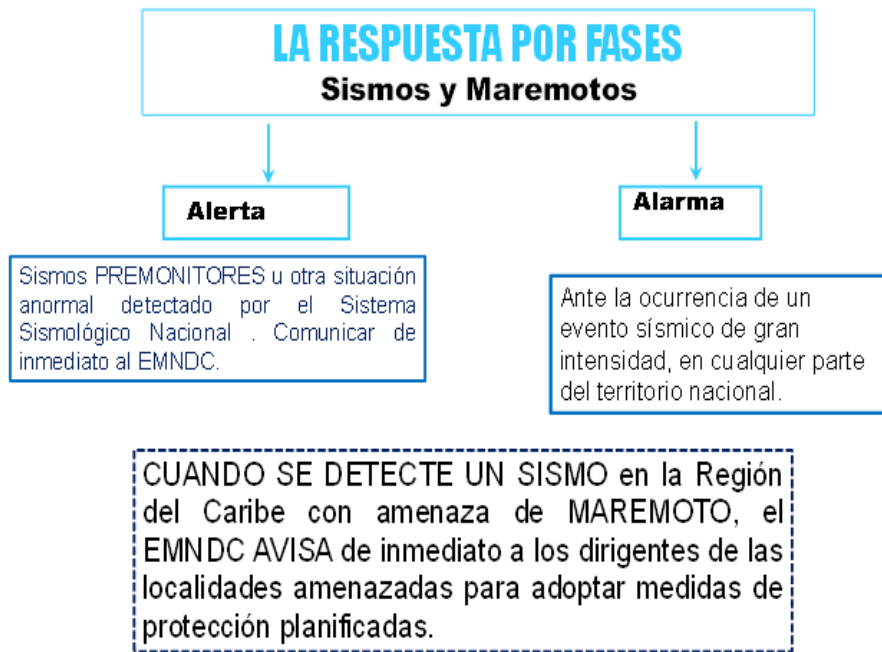 LA RESPUESTA POR FASES
Sismos y Maremotos
Alerta
Alarma
Sismos PREMONITORES u otra situación
anormal detectado por el Sistema
Sismológico Nacional . Comunicar de
inmediato al EMNDC.
Ante la ocurrencia de un
evento sísmico de gran
intensidad, en cualquier parte
del territorio nacional.
CUANDO SE DETECTE UN SISMO en la Región
del Caribe con amenaza de MAREMOTO, el
EMNDC AVISA de inmediato a los dirigentes de las
localidades amenazadas para adoptar medidas de
protección planificadas.